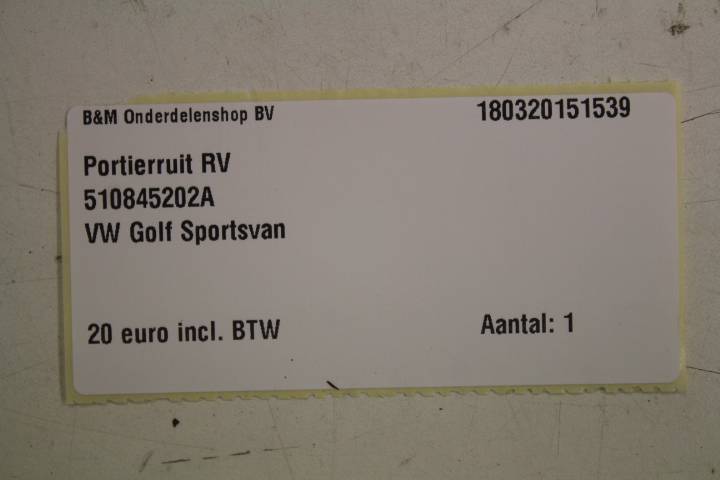 B&M Onderdelenshop BV 180320151539
Portierruit RV
510845202A
VW Golf Sportsvan
20 euro incl. BTW Aantal: 1